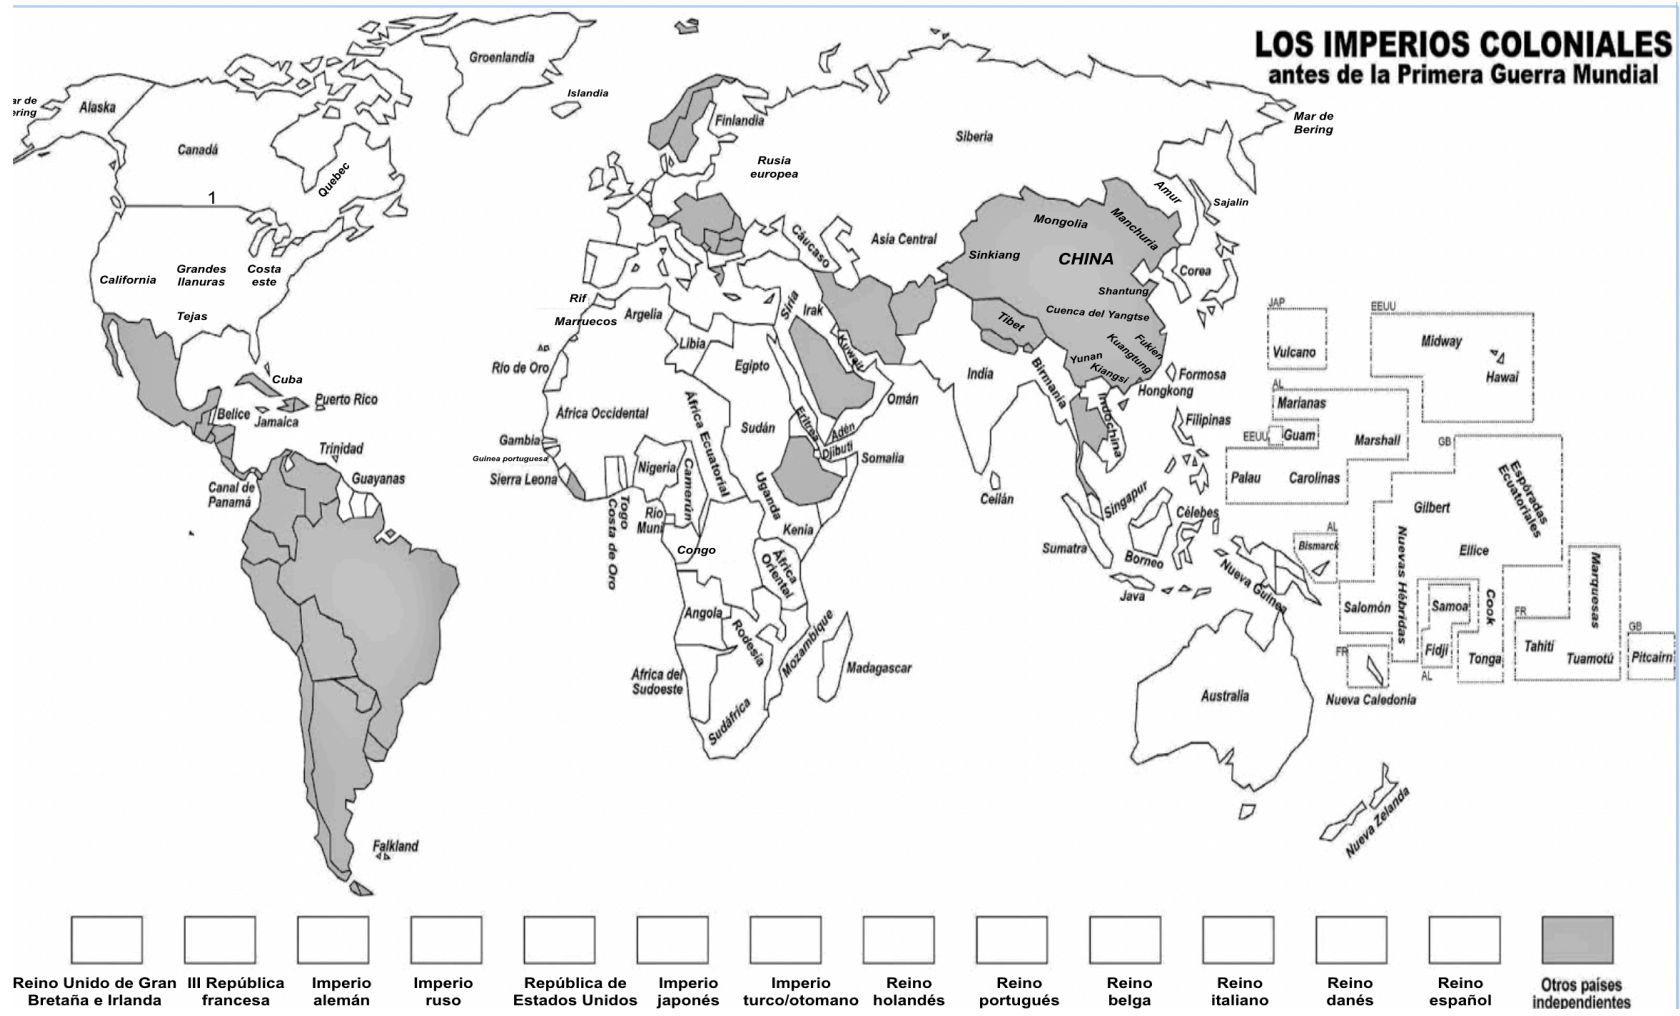 LOS IMPERIOS COLONIALES
antes de la Primera Guerra Mundial
Groenlandía
Islandia
ar de
ering
Alaska
Canadá
Quebec
1
California
Grandes
llanuras
Costa
este
Tejas
Cuba
Puerto Rico
Belice
Jamaica
Trinidad
Guayanas
Canal de
Panamá
Falkland
Finlandia
Rusia
europea
Siberia
Mar de
Bering
Amur
Sajalin
Cáucaso
Asia Central
Mongolia
Manchuria
Sinkiang
CHINA
Corea
Shantung
Cuenca del Yangtse
Tibet
Fukien
Kuangtung
Yunan
Kiangsi
Hongkong
Formosa
Rif
Marruecos
Argelia
Siria
Irak
Kuwait
Libia
Egipto
Río de Oro
África Occidental
África Ecuatorial
Sudán
Eritrea
Adén
Djibuti
Omán
Somalia
Gambia
Guinea portuguesa
Sierra Leona
Nigeria
Camerún
Togo
Costa de Oro
Río
Muni
Congo
Uganda
Kenia
África
Oriental
Angola
Rodesia
Mozambique
Madagascar
África del
Sudoeste
Sudáfrica
India
Birmania
Indochina
Ceilán
Filipinas
Singapur
Sumatra
Borneo
Célebes
Java
Nueva Guinea
Australia
Nueva Zelanda
JAP
Vulcano
EEUU
Midway
Hawai
AL
Marianas
EEUU
Guam
Marshall
Palau
Carolinas
GB
Gilbert
Espóradas
Ecuatoriales
AL
Bismarck
Ellice
Nuevas Hébridas
Salomón
Samoa
Cook
FR
Marquesas
Fidji
AL
Tonga
Tahití
Tuamotú
GB
Pitcairn
FR
Nueva Caledonia
Reino Unido de Gran
Bretaña e Irlanda
III República
francesa
Imperio
alemán
Imperio
ruso
República de
Estados Unidos
Imperio
japonés
Imperio
turco/otomano
Reino
holandés
Reino
portugués
Reino
belga
Reino
italiano
Reino
danés
Reino
español
Otros países
independientes